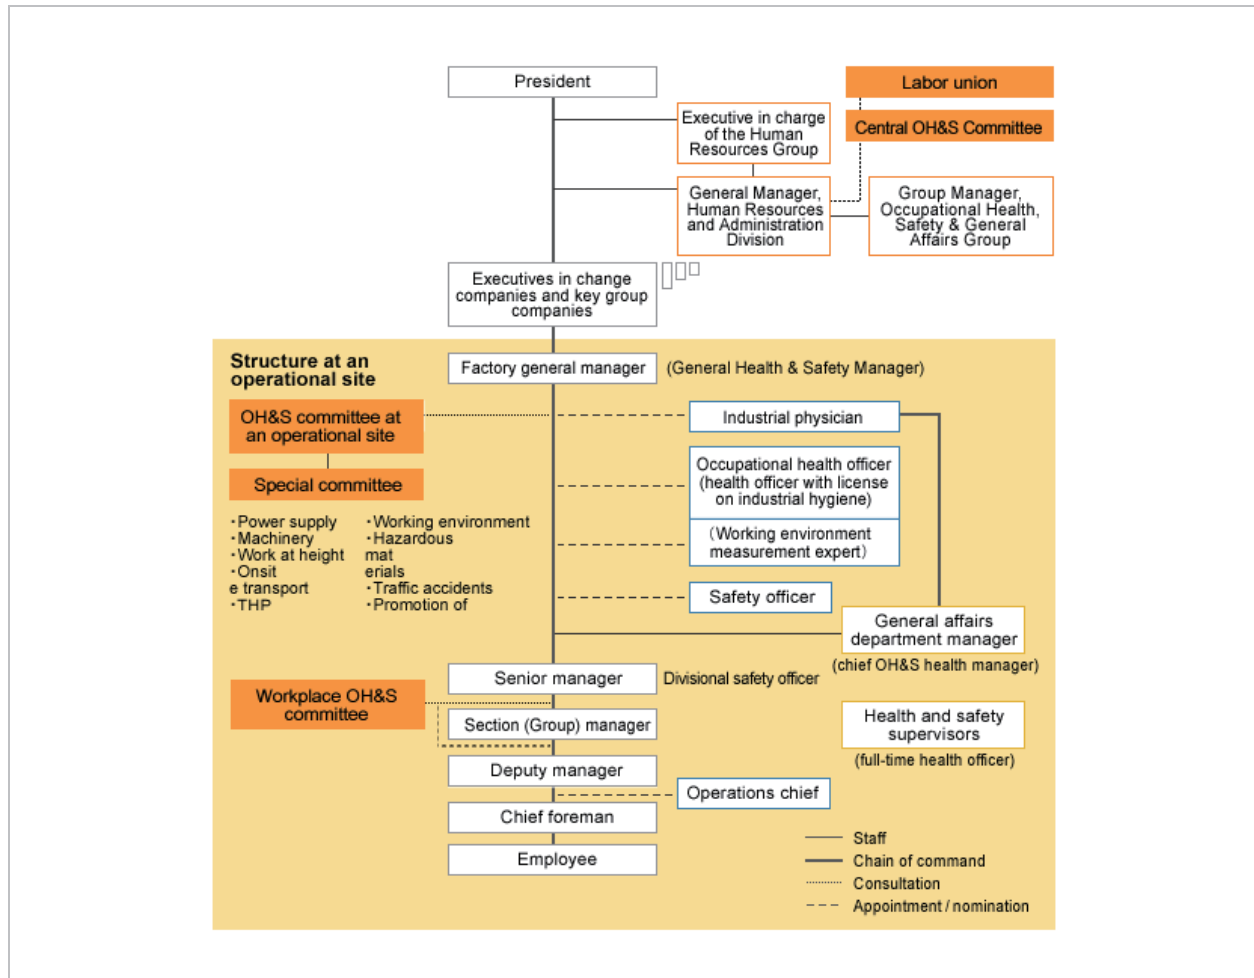 President
Labor union
Executive in charge
of the Human
Resources Group
Central OH&S Committee
General Manager,
Human Resources
and Administration
Division
Group Manager,
Occupational Health,
Safety & General
Affairs Group
Executives in change
companies and key group
companies
Structure at an
operational site
Factory general manager
(General Health & Safety Manager)
OH&S committee at
an operational site
Industrial physician
Special committee
Occupational health officer
(health officer with license
on industrial hygiene)
・Power supply
・Machinery
・Work at height
・Onsit
e transport
・THP
・Working environment
・Hazardous
mat
erials
・Traffic accidents
・Promotion of
(Working environment
measurement expert)
Safety officer
General affairs
department manager
(chief OH&S health manager)
Senior manager
Divisional safety officer
Workplace OH&S
committee
Section (Group) manager
Health and safety
supervisors
(full-time health officer)
Deputy manager
Operations chief
Chief foreman
Employee
Staff
Chain of command
Consultation
Appointment / nomination